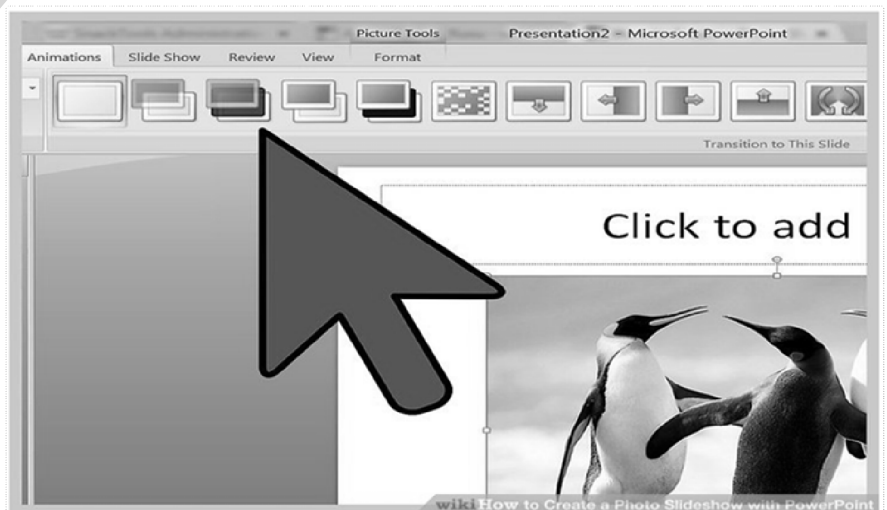 Picture Tools Presentation2 - Microsoft PowerPoint
Animations Slide Show Review View Format
Transition to This Slide
Click to add
wikiHow to Create a Photo Slideshow with PowerPoint